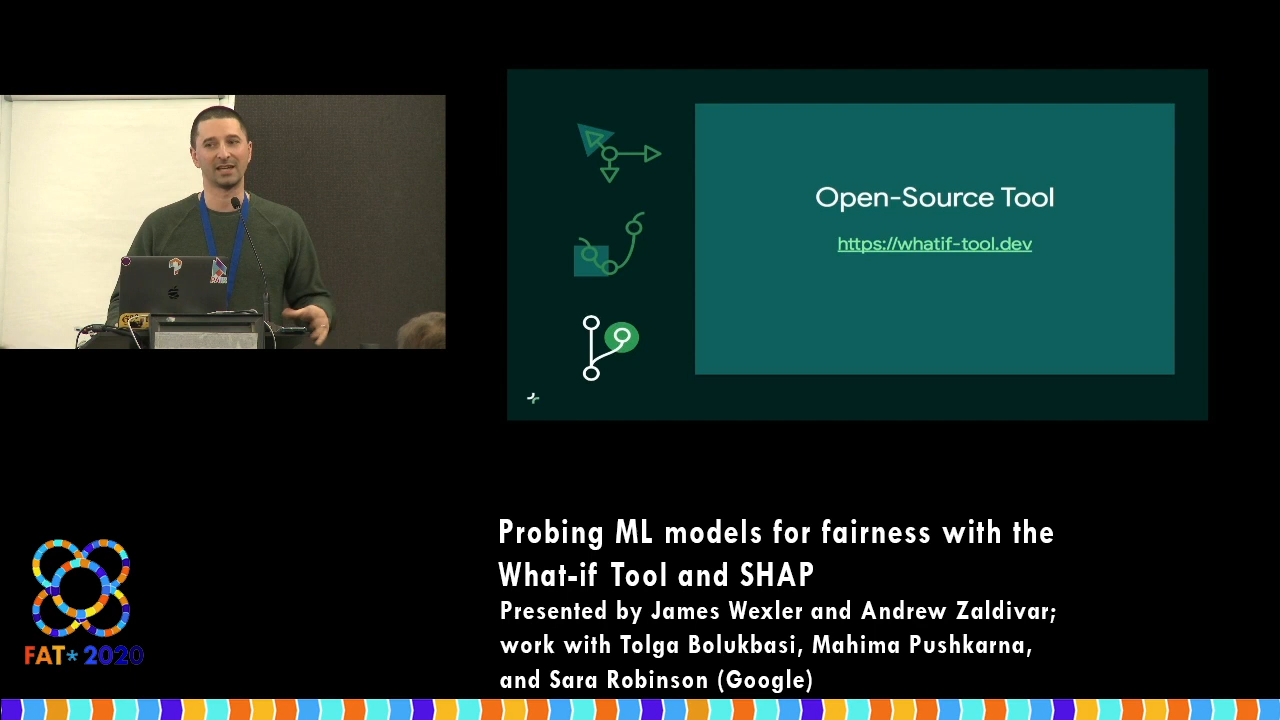 Open-Source Tool
https://whatif-tool.dev
Probing ML models for fairness with the
What-if Tool and SHAP
Presented by James Wexler and Andrew Zaldivar;
work with Tolga Bolukbasi, Mahima Pushkarna,
and Sara Robinson (Google)
FAT* 2020